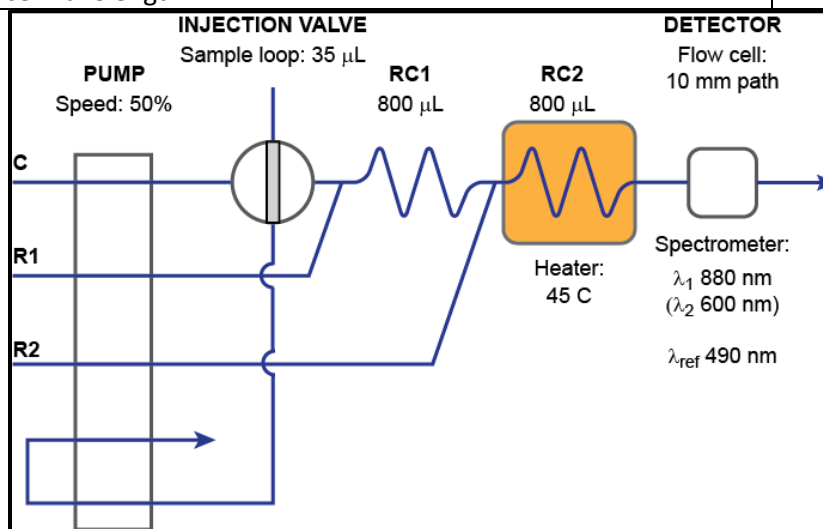 INJECTION VALVE
Sample loop: 35 μL
DETECTOR
Flow cell:
10 mm path
PUMP
Speed: 50%
RC1
800 μL
RC2
800 μL
C
R1
R2
Heater:
45 C
Spectrometer:
λ1 880 nm
(λ2 600 nm)
λref 490 nm